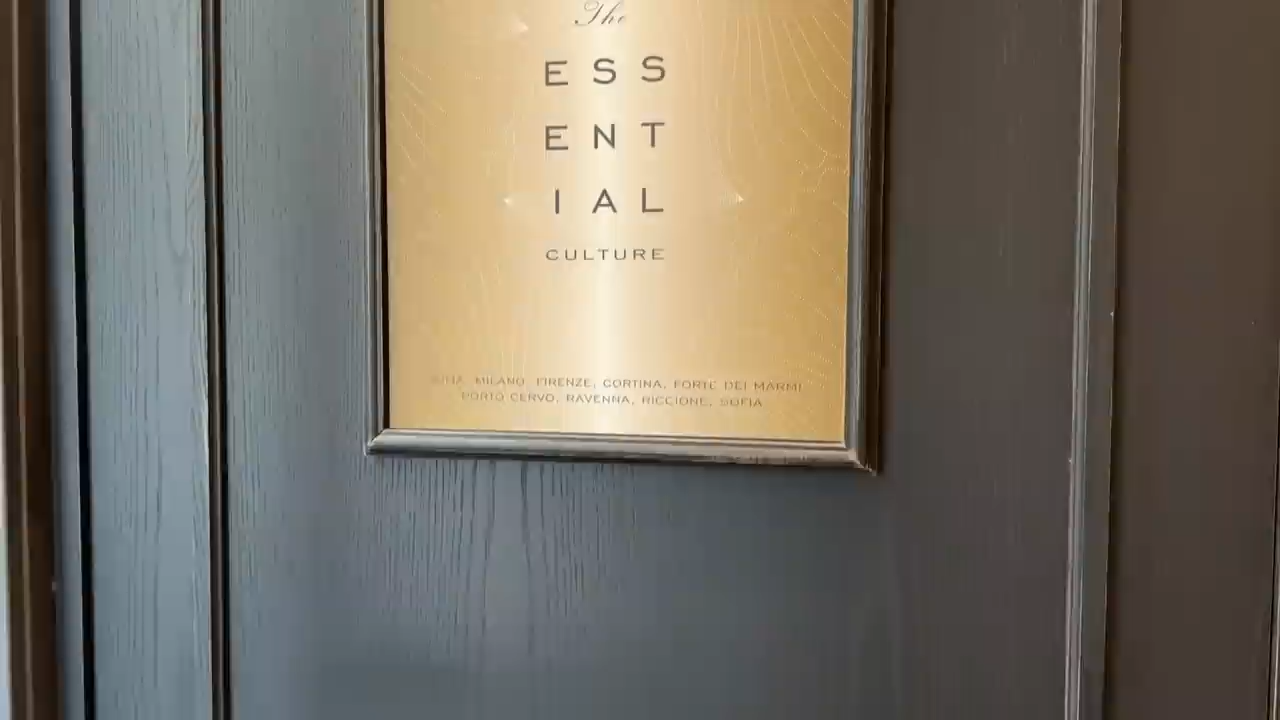 The
ESS
ENT
IAL
CULTURE
MILANO, FIRENZE, CORTINA, FORTE DEI MARMI
PORTO CERVO, RAVENNA, RICCIONE, SOFIA